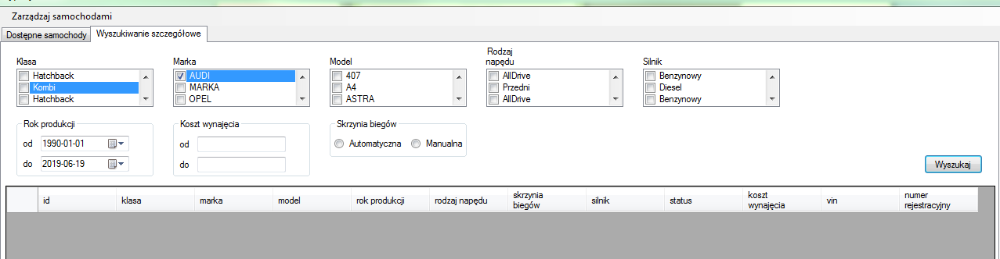 Zarządzaj samochodami
Dostępne samochody Wyszukiwanie szczegółowe
Klasa Marka Model Rodzaj napędu Silnik
Hatchback AUDI 407 AllDrive Benzynowy
Kombi MARKA A4 Przedni Diesel
Hatchback OPEL ASTRA AllDrive Benzynowy
Rok produkcji Koszt wynajęcia Skrzynia biegów
od 1990-01-01 od Automatyczna Manualna
do 2019-06-19 do Wyszukaj
id klasa marka model rok produkcji rodzaj napędu skrzynia biegów silnik status koszt wynajęcia vin numer rejestracyjny